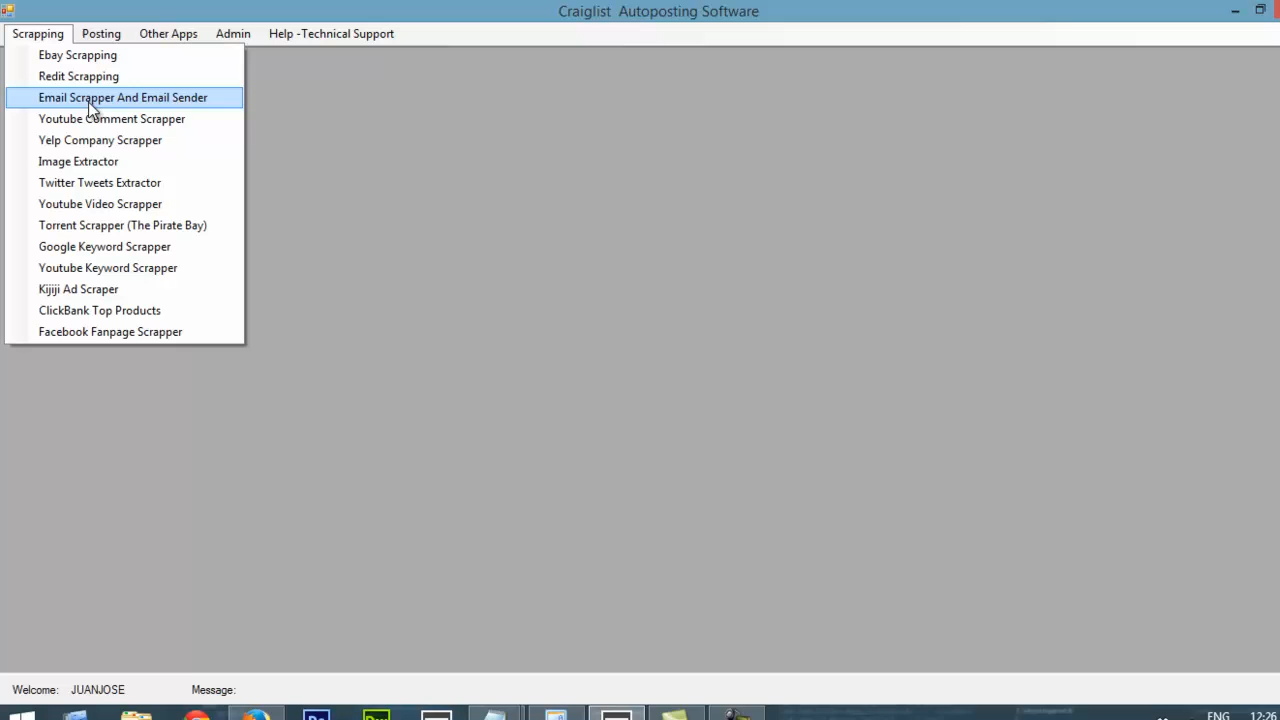 Craiglist Autoposting Software
Scrapping Posting Other Apps Admin Help -Technical Support
Ebay Scrapping
Redit Scrapping
Email Scrapper And Email Sender
Youtube Comment Scrapper
Yelp Company Scrapper
Image Extractor
Twitter Tweets Extractor
Youtube Video Scrapper
Torrent Scrapper (The Pirate Bay)
Google Keyword Scrapper
Youtube Keyword Scrapper
Kijiji Ad Scraper
ClickBank Top Products
Facebook Fanpage Scrapper
Welcome: JUANJOSE Message:
ENG 12:26